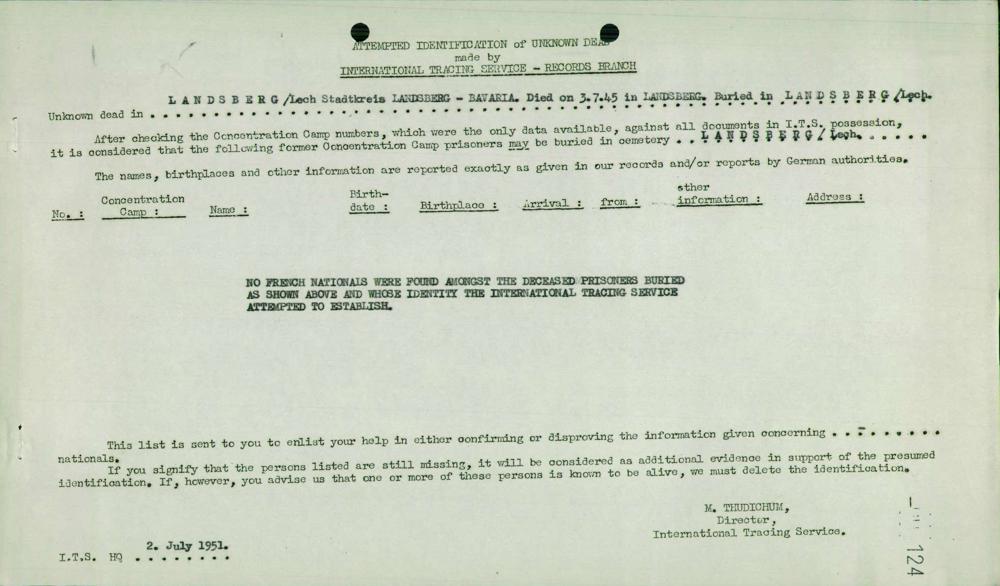 ATTEMPTED IDENTIFICATION of UNKNOWN DEAD
made by
INTERNATIONAL TRACING SERVICE - RECORDS BRANCH
Unknown dead in LANDSBERG/Lech Stadtkreis LANDSBERG - BAVARIA. Died on 3.7.45 in LANDSBERG. Buried in LANDSBERG/Lech.
After checking the Concentration Camp numbers, which were the only data available, against all documents in I.T.S. possession,
it is considered that the following former Concentration Camp prisoners may be buried in cemetery . . LANDSBERG/Lech. . . . . .
The names, birthplaces and other information are reported exactly as given in our records and/or reports by German authorities.
No. : Concentration Camp : Name : Birth-date : Birthplace : Arrival : from : other information : Address :
NO FRENCH NATIONALS WERE FOUND AMONGST THE DECEASED PRISONERS BURIED
AS SHOWN ABOVE AND WHOSE IDENTITY THE INTERNATIONAL TRACING SERVICE
ATTEMPTED TO ESTABLISH.
This list is sent to you to enlist your help in either confirming or disproving the information given concerning . . . . . . . . .
nationals.
If you signify that the persons listed are still missing, it will be considered as additional evidence in support of the presumed
identification. If, however, you advise us that one or more of these persons is known to be alive, we must delete the identification.
M. THUDICHUM,
Director,
International Tracing Service.
I.T.S. HQ 2. July 1951.
124